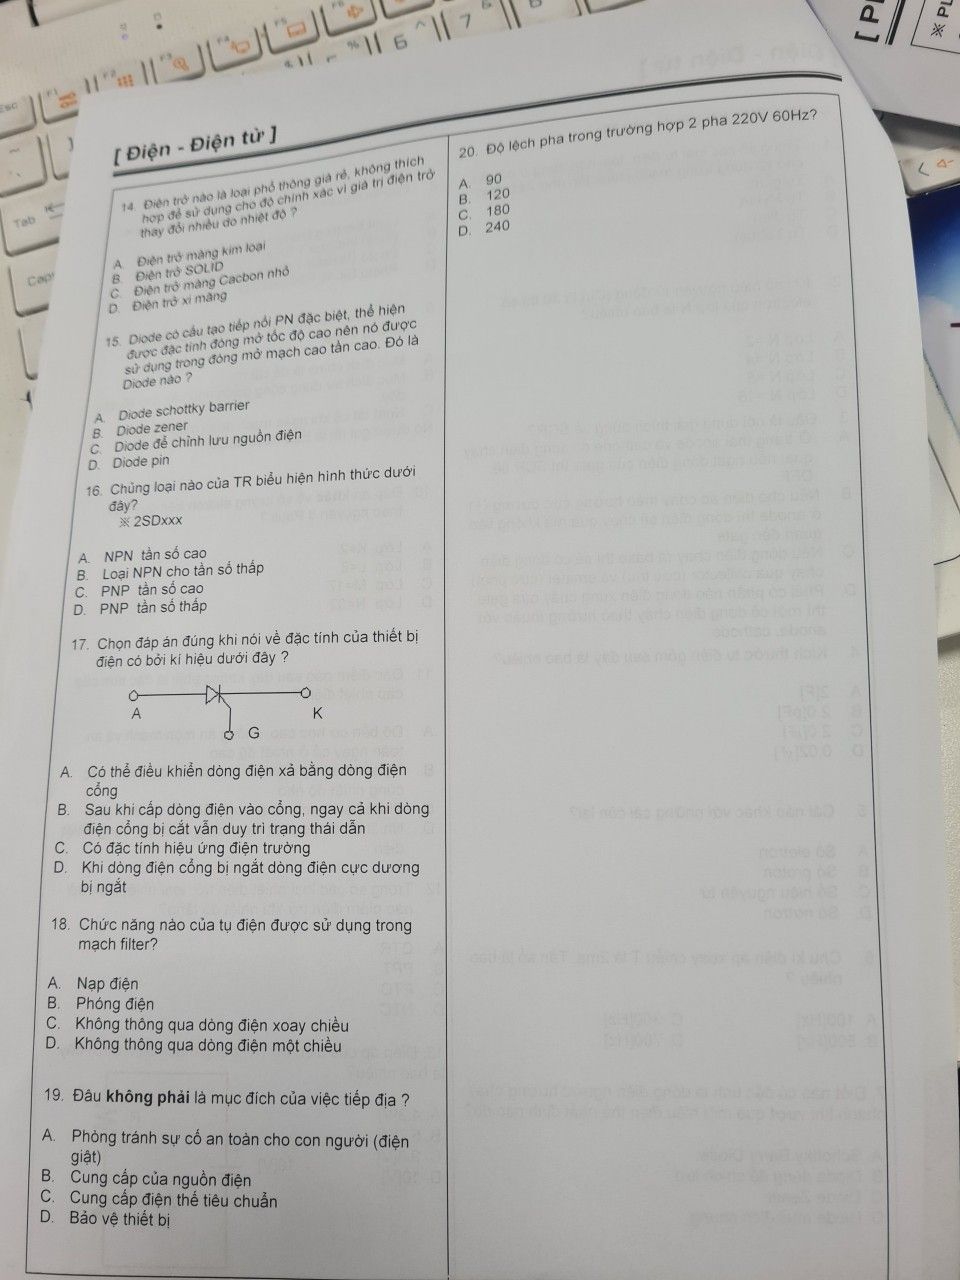 [ Điện - Điện tử ]
14. Điện trở nào là loại phổ thông giá rẻ, không thích
hợp để sử dụng cho độ chính xác vì giá trị điện trở
thay đổi nhiều do nhiệt độ ?
A. Điện trở màng kim loại
B. Điện trở SOLID
C. Điện trở màng Cacbon nhỏ
D. Điện trở xi măng
15. Diode có cấu tạo tiếp nối PN đặc biệt, thể hiện
được đặc tính đóng mở tốc độ cao nên nó được
sử dụng trong đóng mở mạch cao tần cao. Đó là
Diode nào ?
A. Diode schottky barrier
B. Diode zener
C. Diode để chỉnh lưu nguồn điện
D. Diode pin
16. Chủng loại nào của TR biểu hiện hình thức dưới
đây?
※ 2SDxxx
A. NPN tần số cao
B. Loại NPN cho tần số thấp
C. PNP tần số cao
D. PNP tần số thấp
17. Chọn đáp án đúng khi nói về đặc tính của thiết bị
điện có bởi kí hiệu dưới đây ?
A K
G
A. Có thể điều khiển dòng điện xả bằng dòng điện
cổng
B. Sau khi cấp dòng điện vào cổng, ngay cả khi dòng
điện cổng bị cắt vẫn duy trì trạng thái dẫn
C. Có đặc tính hiệu ứng điện trường
D. Khi dòng điện cổng bị ngắt dòng điện cực dương
bị ngắt
18. Chức năng nào của tụ điện được sử dụng trong
mạch filter?
A. Nạp điện
B. Phóng điện
C. Không thông qua dòng điện xoay chiều
D. Không thông qua dòng điện một chiều
19. Đâu không phải là mục đích của việc tiếp địa ?
A. Phòng tránh sự cố an toàn cho con người (điện
giật)
B. Cung cấp của nguồn điện
C. Cung cấp điện thế tiêu chuẩn
D. Bảo vệ thiết bị
20. Độ lệch pha trong trường hợp 2 pha 220V 60Hz?
A. 90
B. 120
C. 180
D. 240